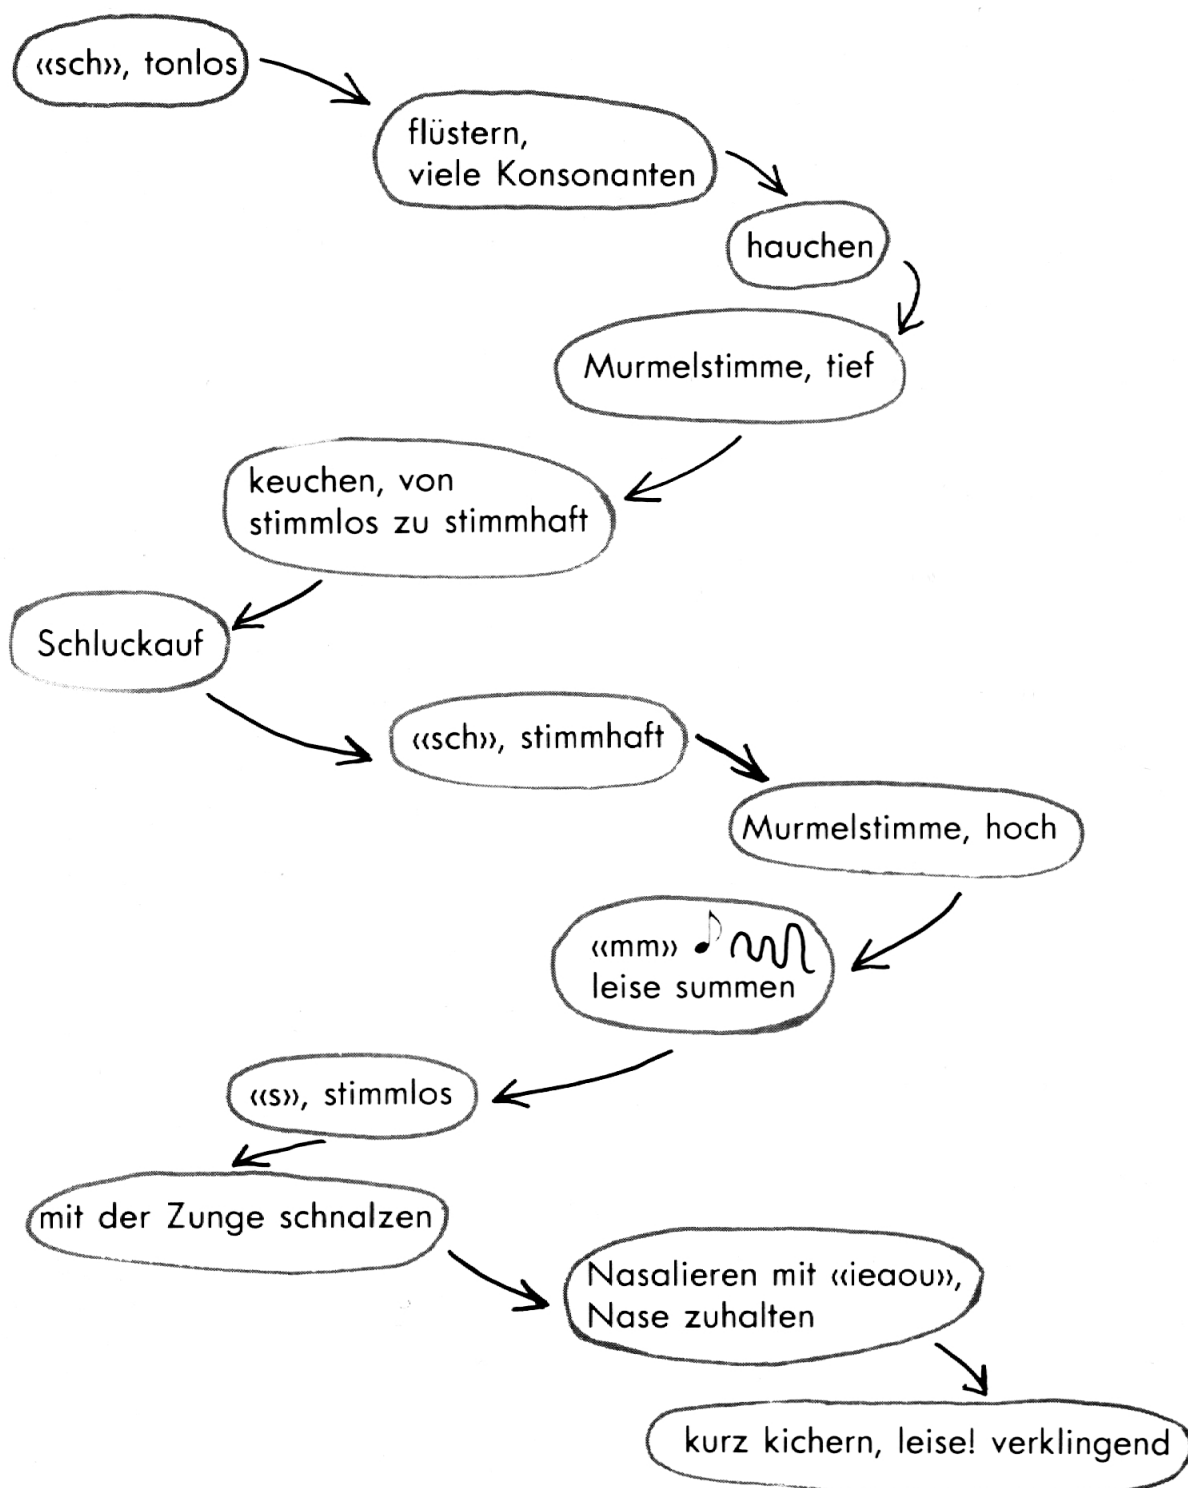 «sch», tonlos
flüstern,
viele Konsonanten
hauchen
Murmelstimme, tief
keuchen, von
stimmlos zu stimmhaft
Schluckauf
«sch», stimmhaft
Murmelstimme, hoch
«mm»
leise summen
«s», stimmlos
mit der Zunge schnalzen
Nasalieren mit «ieaou»,
Nase zuhalten
kurz kichern, leise! verklingend